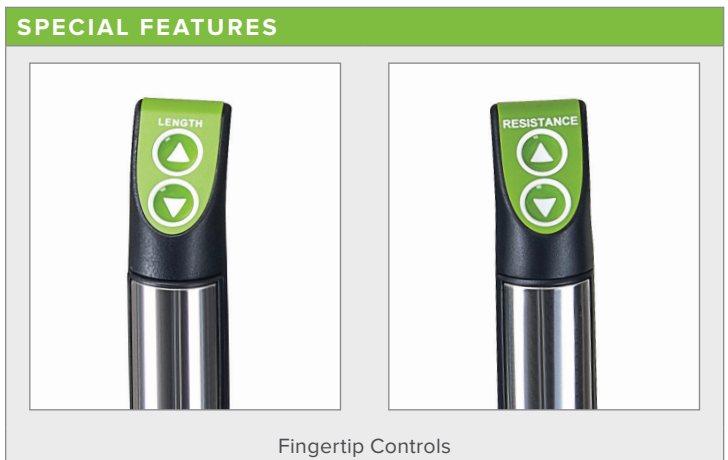 SPECIAL FEATURES
LENGTH
RESISTANCE
Fingertip Controls